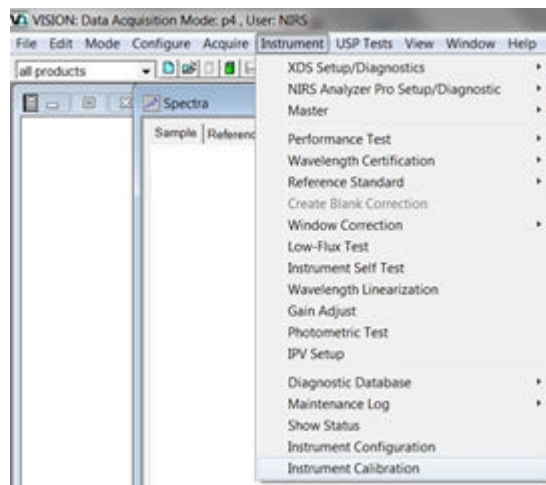 VISION: Data Acquisition Mode: p4 , User: NIRS
File Edit Mode Configure Acquire Instrument USP Tests View Window Help
all products
Spectra
Sample Referenc
XDS Setup/Diagnostics
NIRS Analyzer Pro Setup/Diagnostic
Master
Performance Test
Wavelength Certification
Reference Standard
Create Blank Correction
Window Correction
Low-Flux Test
Instrument Self Test
Wavelength Linearization
Gain Adjust
Photometric Test
IPV Setup
Diagnostic Database
Maintenance Log
Show Status
Instrument Configuration
Instrument Calibration